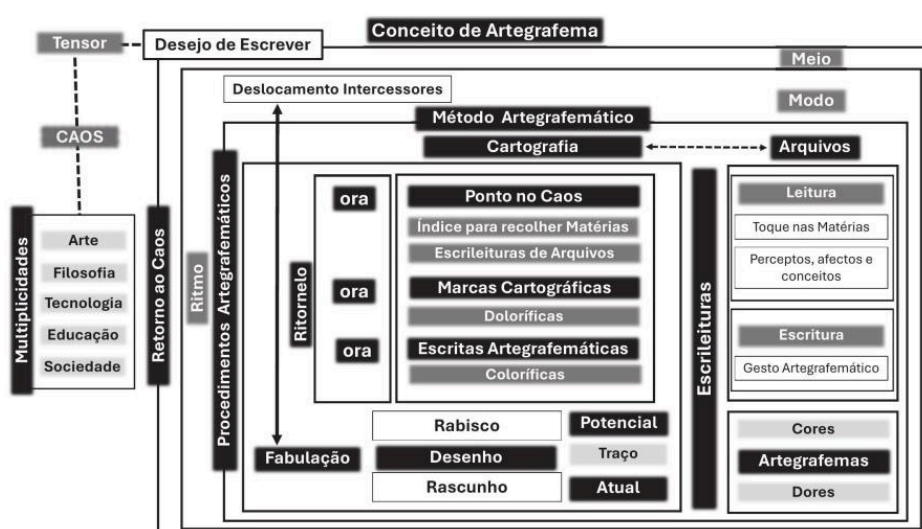 Conceito de Artegrafema
Tensor
Desejo de Escrever
Meio
Deslocamento Intercessores
Modo
Método Artegrafemático
CAOS
Cartografia
Arquivos
Multiplicidades
Arte
Filosofia
Tecnologia
Educação
Sociedade
Retorno ao Caos
Ritmo
Procedimentos Artegrafemáticos
Ritornelo
ora
Ponto no Caos
Índice para recolher Matérias
Escrileituras de Arquivos
ora
Marcas Cartográficas
Doloríficas
ora
Escritas Artegrafemáticas
Coloríficas
Fabulação
Rabisco
Desenho
Rascunho
Potencial
Traço
Atual
Escrileituras
Leitura
Toque nas Matérias
Perceptos, afectos e
conceitos
Escritura
Gesto Artegrafemático
Cores
Artegrafemas
Dores